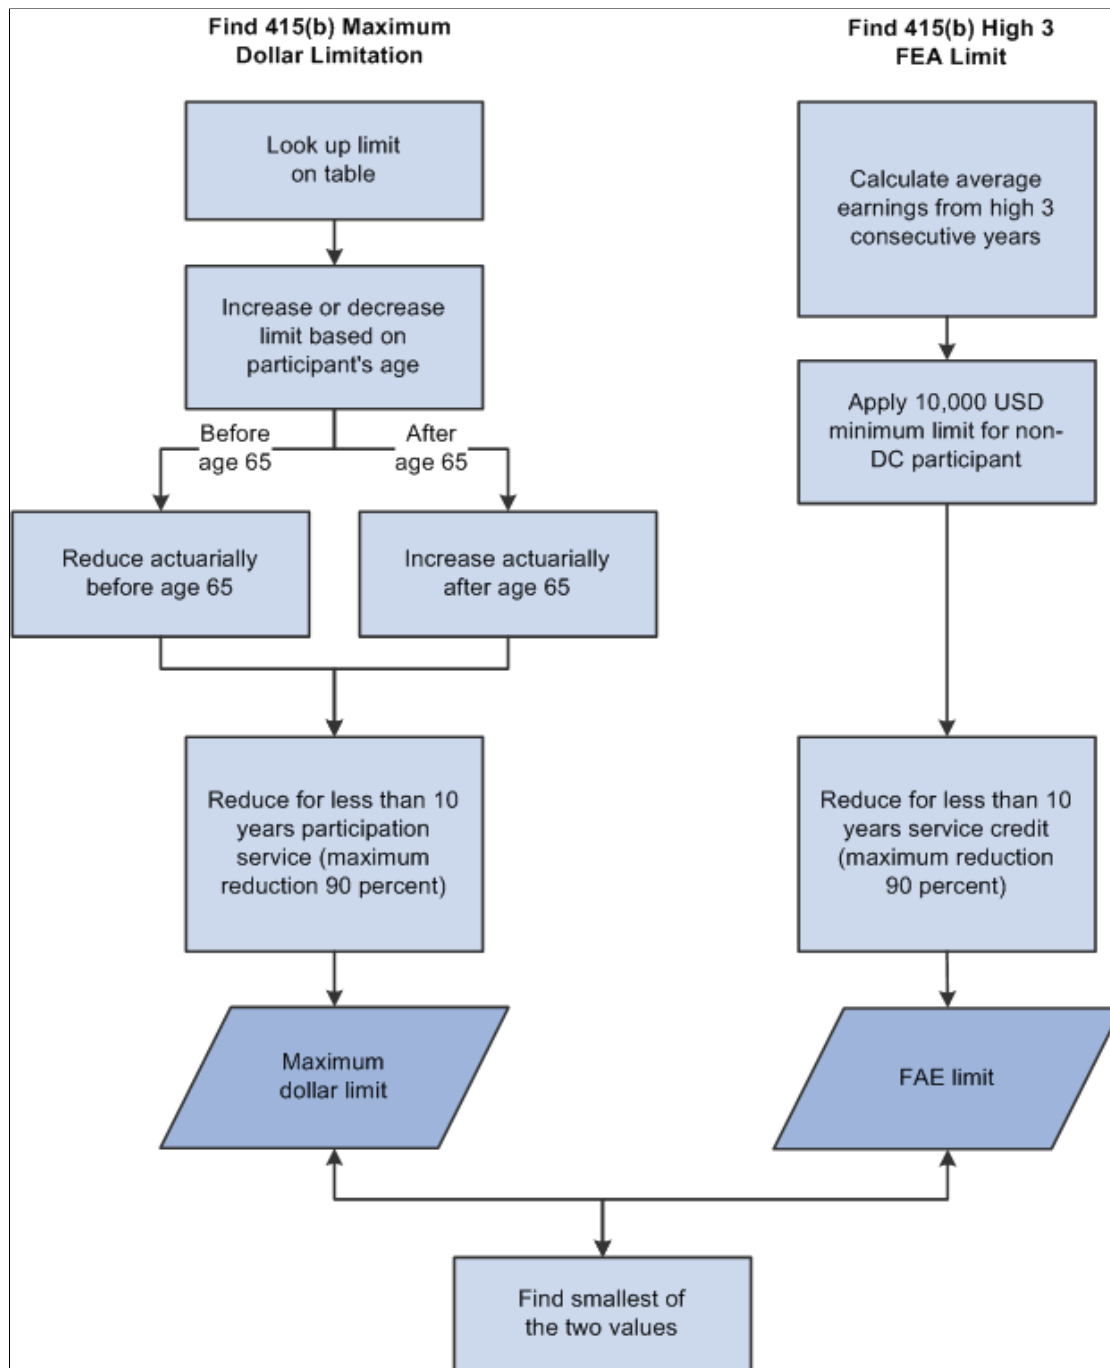 Find 415(b) Maximum
Dollar Limitation
Look up limit
on table
Increase or decrease
limit based on
participant's age
Before
age 65
After
age 65
Reduce actuarially
before age 65
Increase actuarially
after age 65
Reduce for less than 10
years participation
service (maximum
reduction 90 percent)
Maximum
dollar limit
Find 415(b) High 3
FEA Limit
Calculate average
earnings from high 3
consecutive years
Apply 10,000 USD
minimum limit for non-
DC participant
Reduce for less than 10
years service credit
(maximum reduction
90 percent)
FAE limit
Find smallest of
the two values